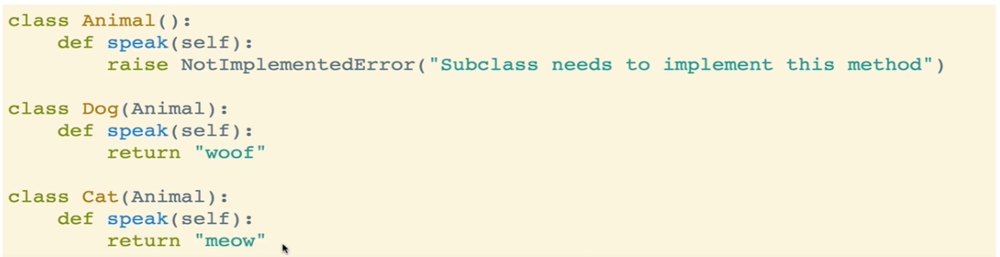 class Animal():
    def speak(self):
        raise NotImplementedError("Subclass needs to implement this method")

class Dog(Animal):
    def speak(self):
        return "woof"

class Cat(Animal):
    def speak(self):
        return "meow"